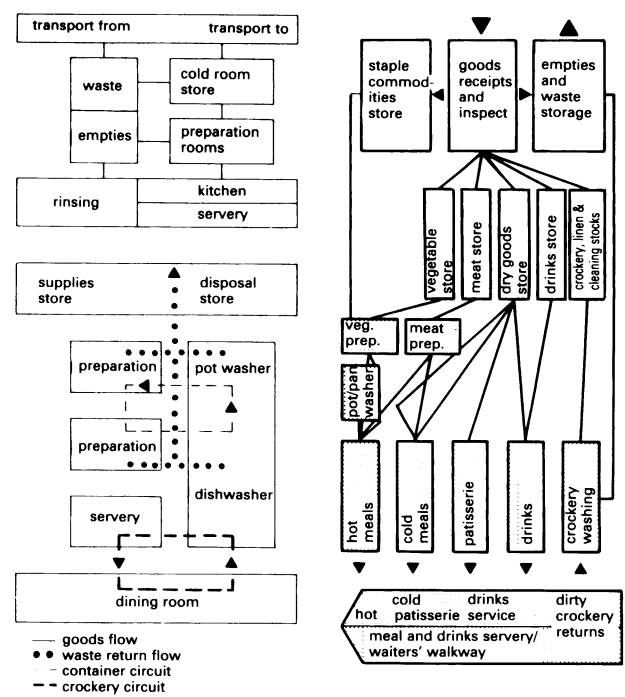 transport from transport to
waste
cold room
store
empties
preparation
rooms
rinsing
kitchen
servery
supplies
store
disposal
store
preparation
pot washer
preparation
dishwasher
servery
dining room
goods flow
waste return flow
container circuit
crockery circuit
staple
commod-
ities
store
goods
receipts
and
inspect
empties
and
waste
storage
vegetable
store
meat store
dry goods
store
drinks store
crockery, linen &
cleaning stocks
veg.
prep.
meat
prep.
pot/pan
washer
hot
meals
cold
meals
patisserie
drinks
crockery
washing
cold drinks dirty
hot patisserie service crockery
returns
meal and drinks servery/
waiters' walkway